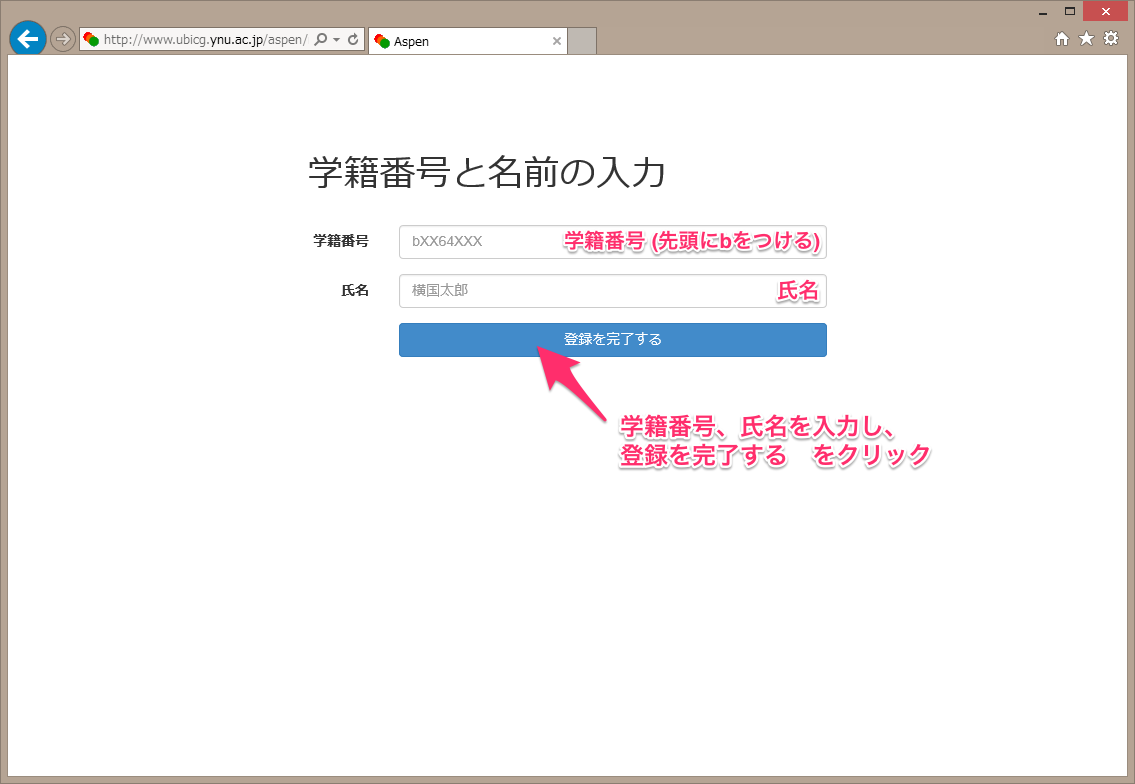 http://www.ubicg.ynu.ac.jp/aspen/
Aspen
学籍番号と名前の入力
学籍番号
bXX64XXX
学籍番号 (先頭にbをつける)
氏名
横国太郎
氏名
登録を完了する
学籍番号、氏名を入力し、
登録を完了する　をクリック